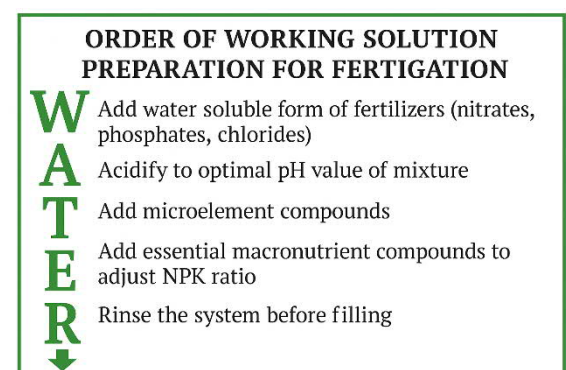 ORDER OF WORKING SOLUTION
PREPARATION FOR FERTIGATION
W Add water soluble form of fertilizers (nitrates,
phosphates, chlorides)
A Acidify to optimal pH value of mixture
T Add microelement compounds
E Add essential macronutrient compounds to
adjust NPK ratio
R Rinse the system before filling